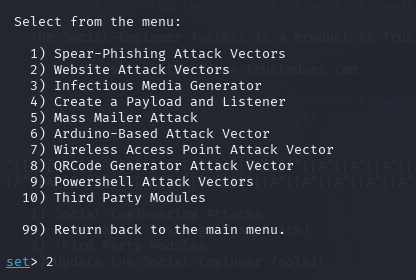 Select from the menu:
1) Spear-Phishing Attack Vectors
2) Website Attack Vectors
3) Infectious Media Generator
4) Create a Payload and Listener
5) Mass Mailer Attack
6) Arduino-Based Attack Vector
7) Wireless Access Point Attack Vector
8) QRCode Generator Attack Vector
9) Powershell Attack Vectors
10) Third Party Modules
99) Return back to the main menu.
set> 2